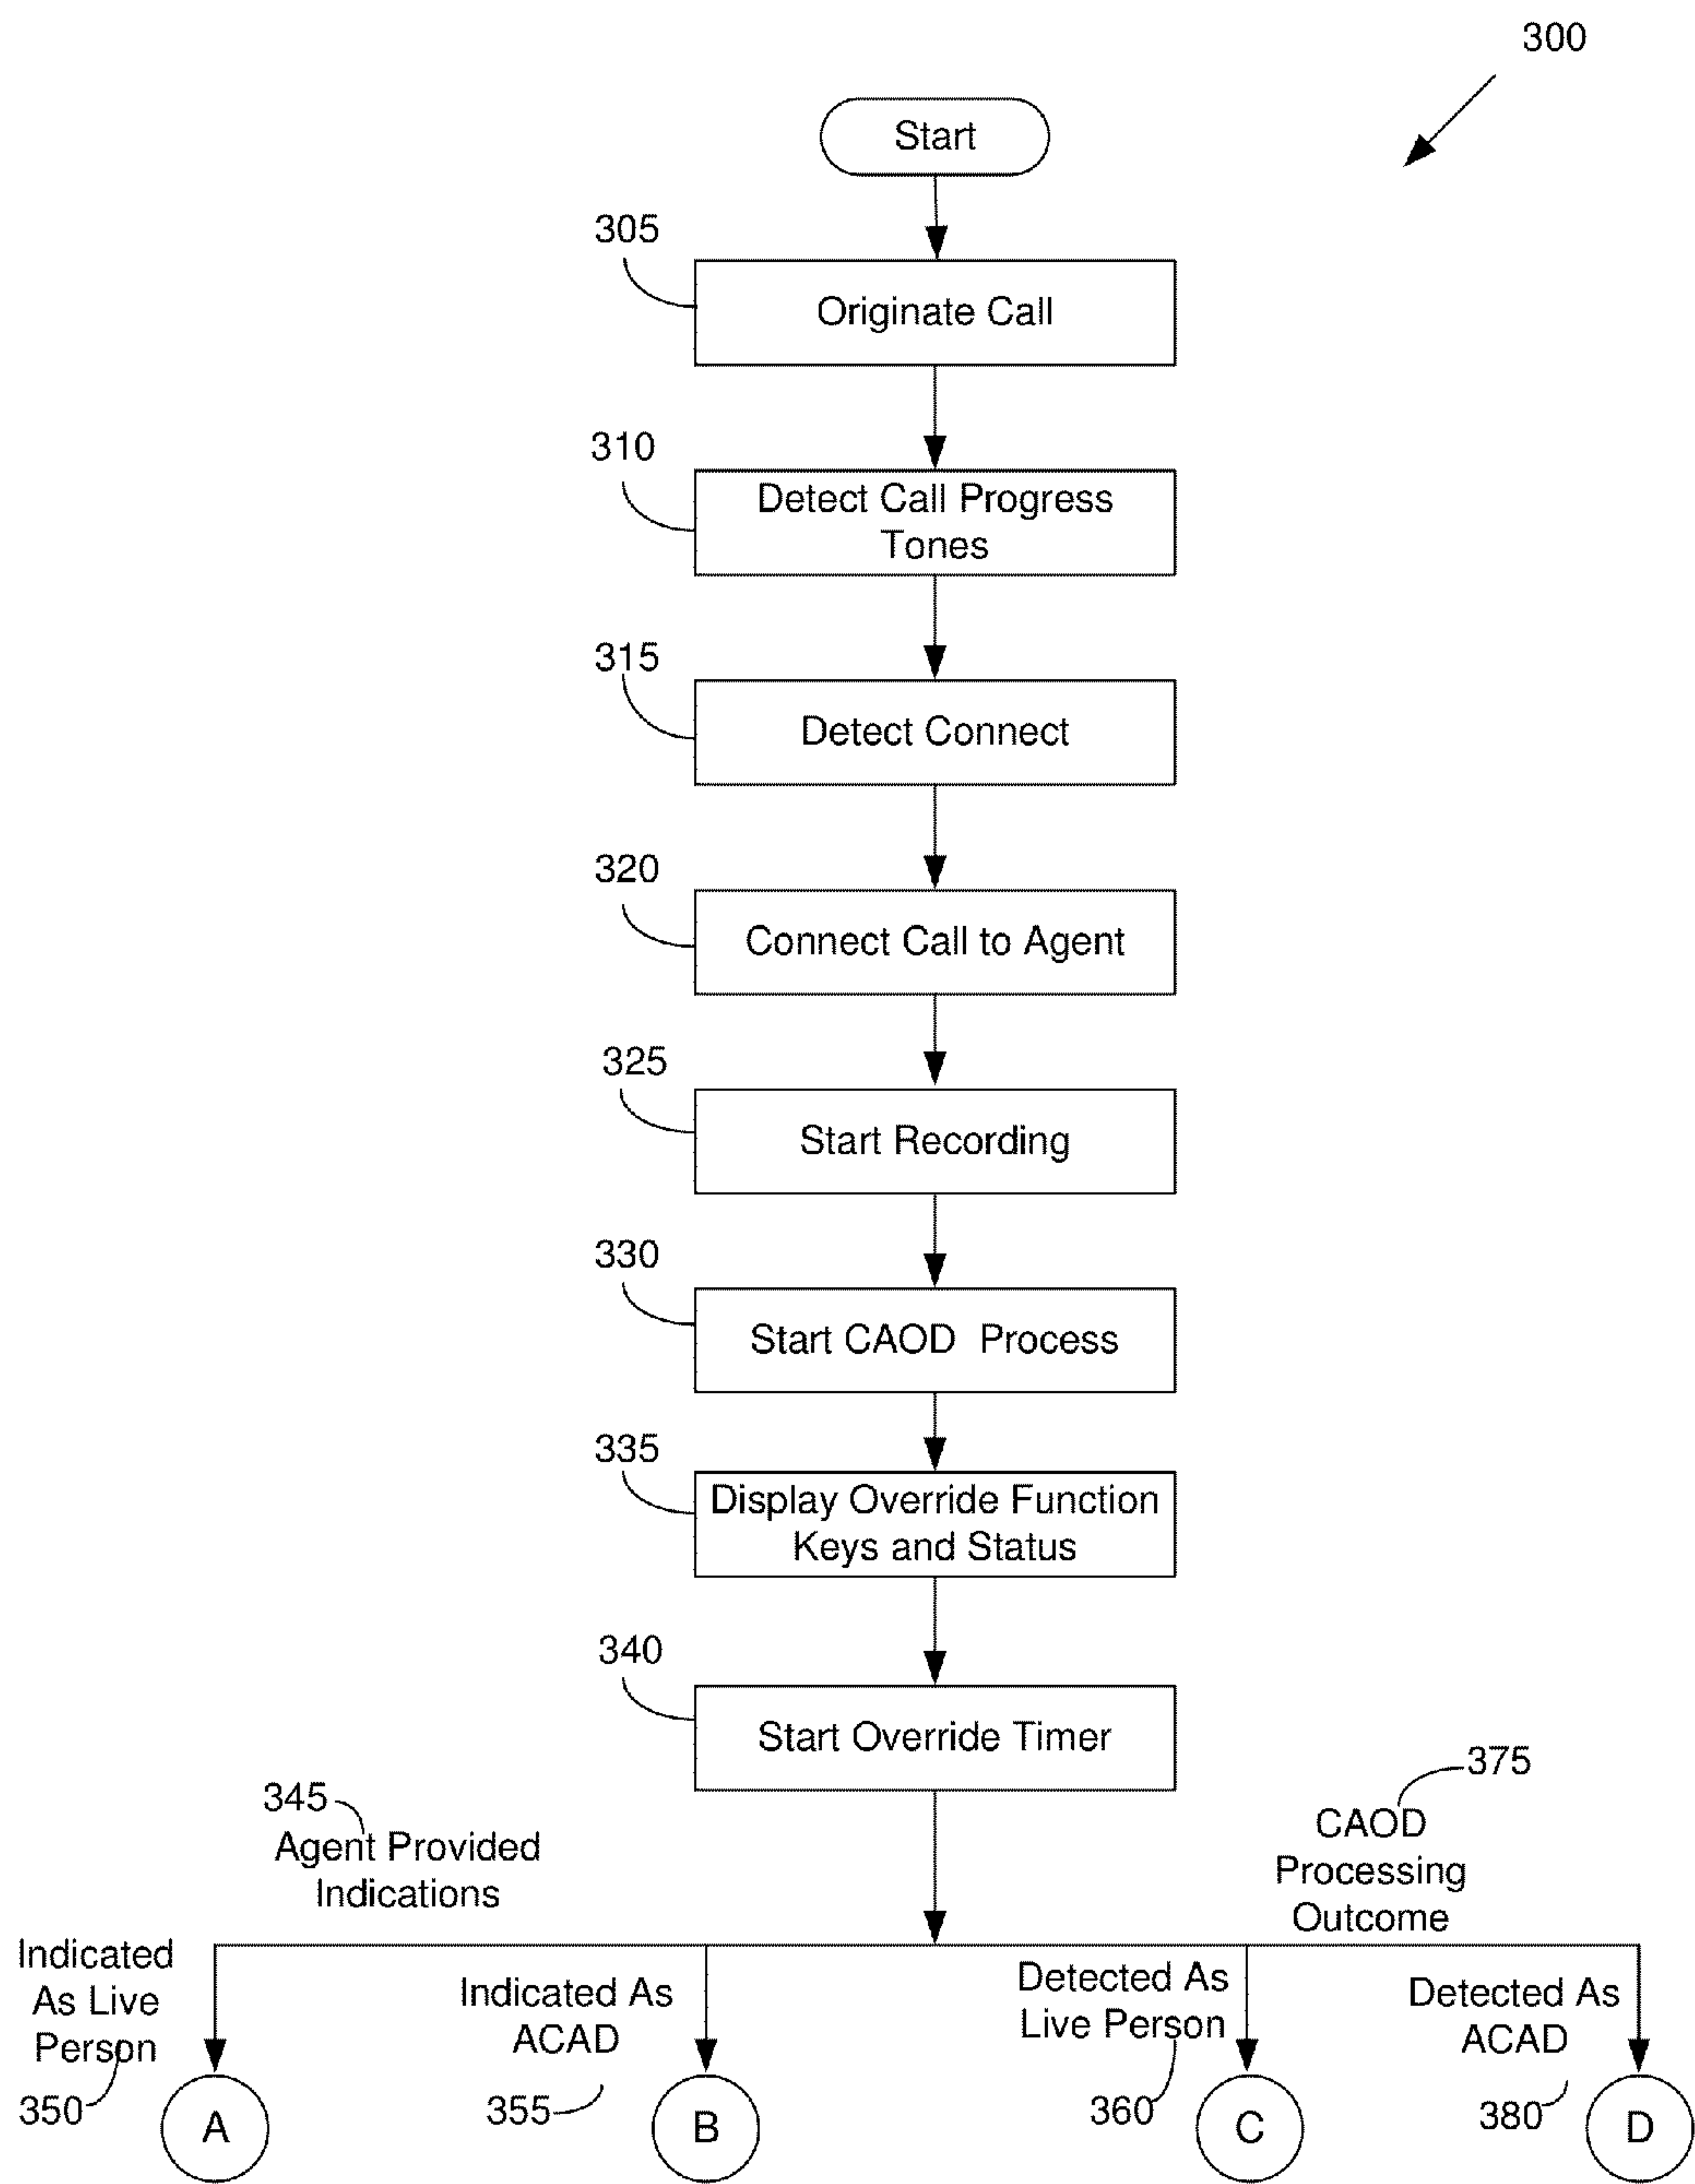 300
Start
305
Originate Call
310
Detect Call Progress
Tones
315
Detect Connect
320
Connect Call to Agent
325
Start Recording
330
Start CAOD Process
335
Display Override Function
Keys and Status
340
Start Override Timer
345
Agent Provided
Indications
375
CAOD
Processing
Outcome
Indicated
As Live
Person
350
A
Indicated As
ACAD
355
B
Detected As
Live Person
360
C
Detected As
ACAD
380
D